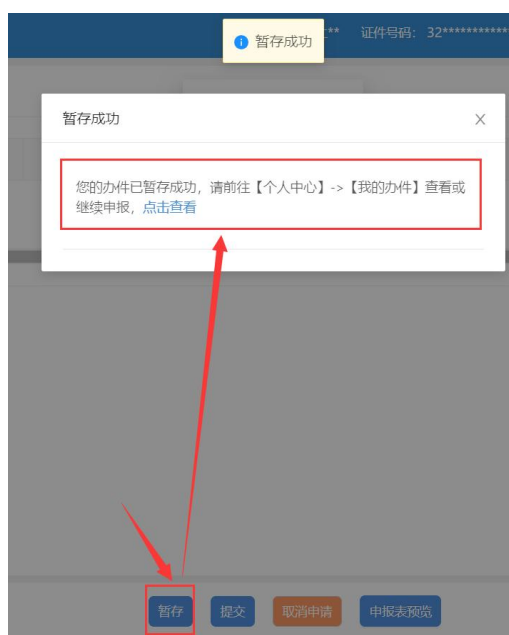 暂存成功
** 证件号码： 32***********
暂存成功
您的办件已暂存成功，请前往【个人中心】->【我的办件】查看或
继续申报，点击查看
暂存 提交 取消申请 申报表预览